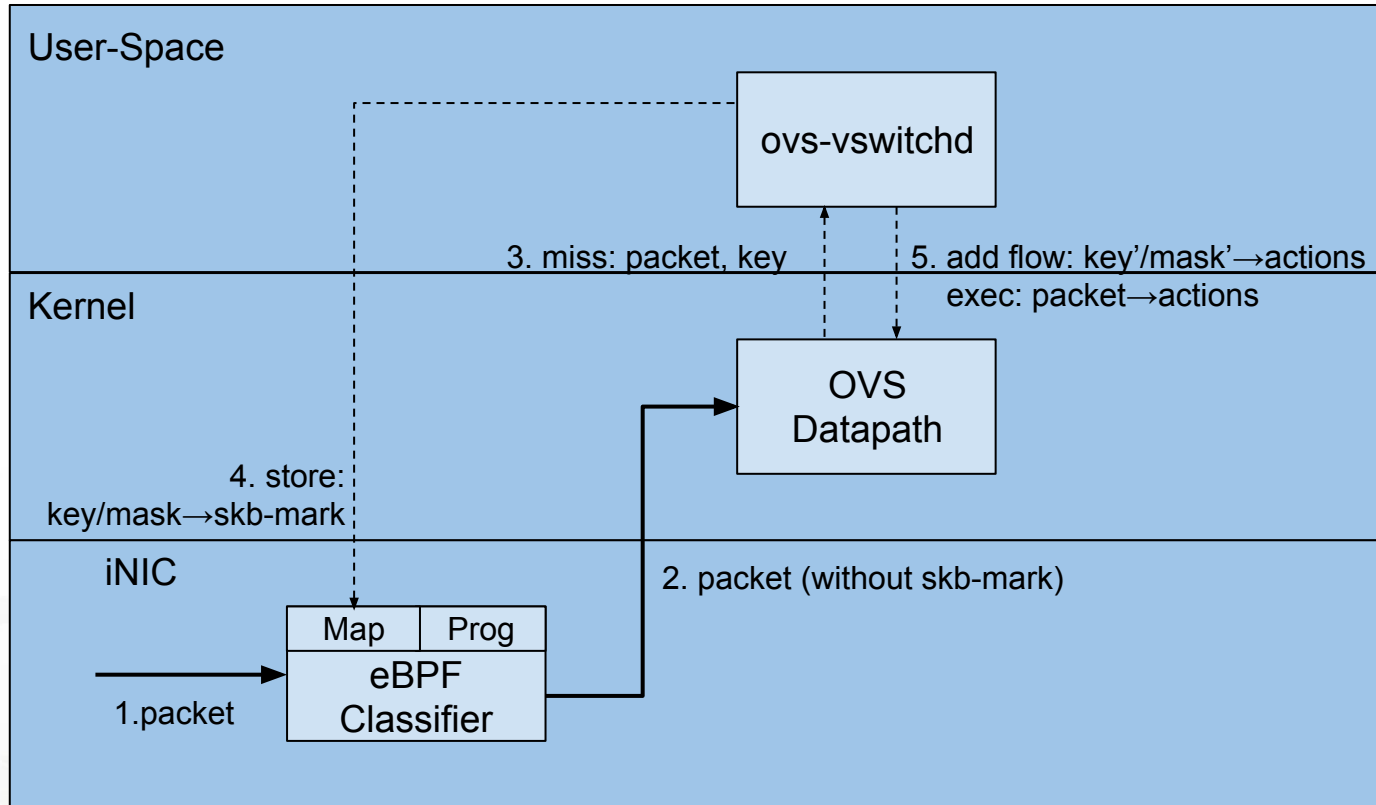 User-Space
ovs-vswitchd
3. miss: packet, key
5. add flow: key’/mask’→actions
exec: packet→actions
Kernel
OVS
Datapath
4. store:
key/mask→skb-mark
iNIC
2. packet (without skb-mark)
Map
Prog
eBPF
Classifier
1.packet